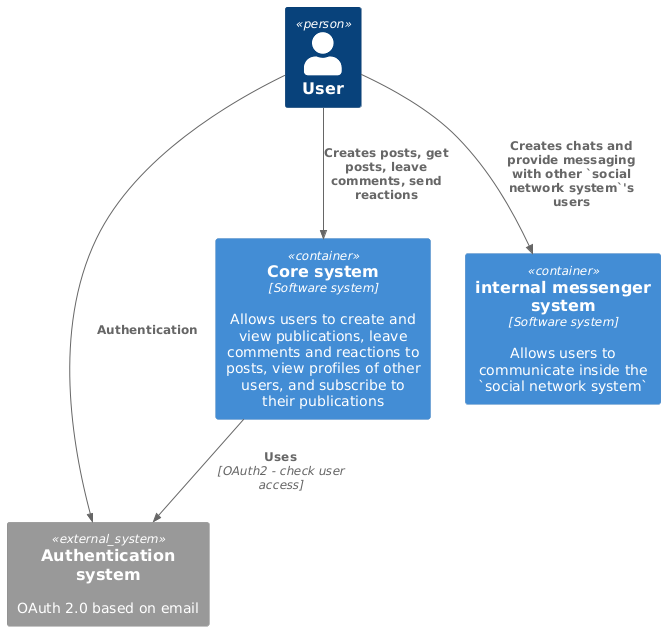 «person»
User
Creates posts, get
posts, leave
comments, send
reactions
Creates chats and
provide messaging
with other `social
network system`'s
users
«container»
Core system
[Software system]
Allows users to create and
view publications, leave
comments and reactions to
posts, view profiles of other
users, and subscribe to
their publications
«container»
internal messenger
system
[Software system]
Allows users to
communicate inside the
`social network system`
Authentication
Uses
[OAuth2 - check user
access]
«external_system»
Authentication
system
OAuth 2.0 based on email